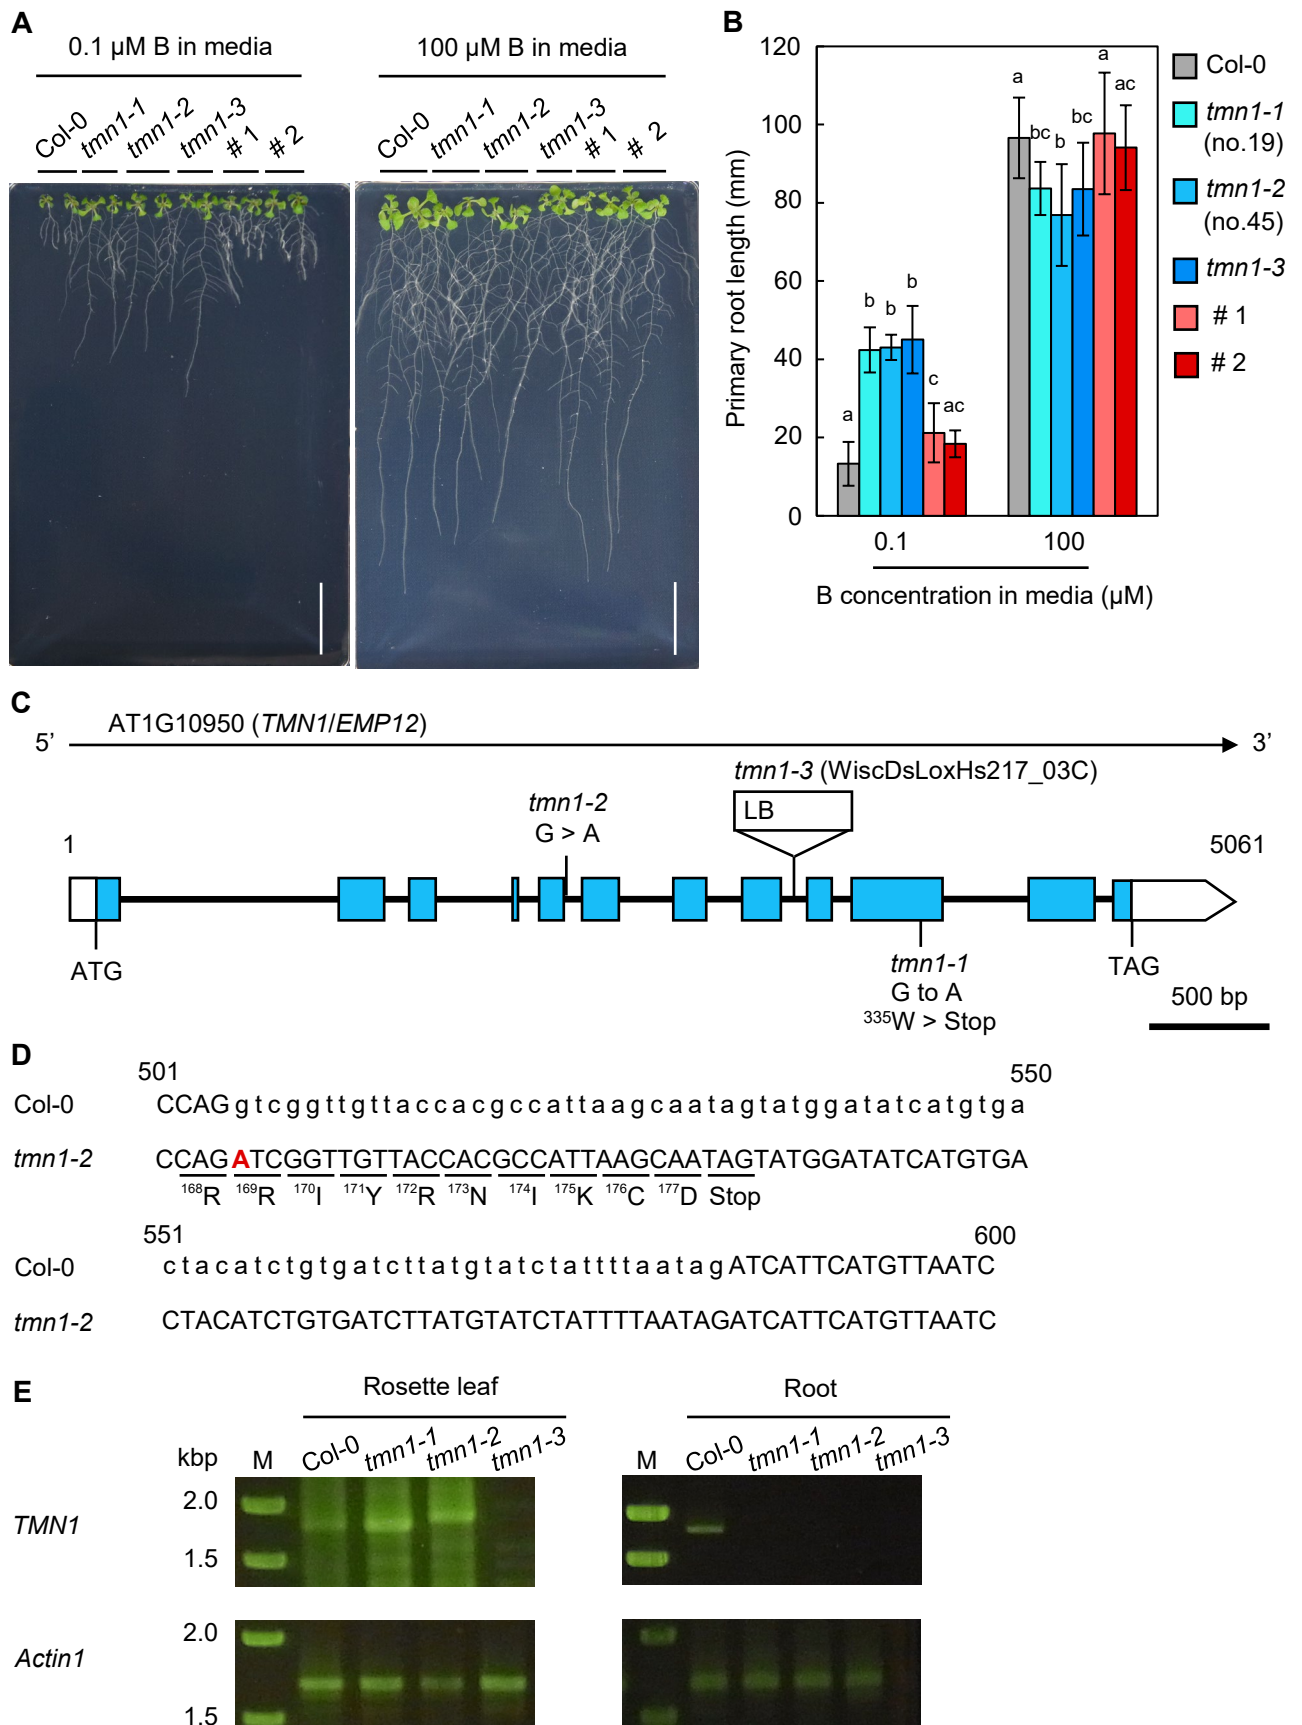 A
0.1 µM B in media
100 µM B in media
Col-0 tmn1-1 tmn1-2 tmn1-3 # 1 # 2
Col-0 tmn1-1 tmn1-2 tmn1-3 # 1 # 2
B
120
100
80
60
40
20
0
Primary root length (mm)
a b b b c ac
a bc b bc a ac
0.1 100
B concentration in media (µM)
Col-0
tmn1-1
(no.19)
tmn1-2
(no.45)
tmn1-3
# 1
# 2
C
AT1G10950 (TMN1/EMP12)
5’ 3’
tmn1-3 (WiscDsLoxHs217_03C)
tmn1-2
G > A
LB
1 5061
ATG
tmn1-1
G to A
335W > Stop
TAG
500 bp
D
501 550
Col-0 CCAGgtcggttgttaccacgccattaagcaatagtatggatatcatgtga
tmn1-2 CCAGATCGGTTGTTACCACGCCATTAAGCAATAGTATGGATATCATGTGA
168R 169R 170I 171Y 172R 173N 174I 175K 176C 177D Stop
551 600
Col-0 ctacatctgtgatcttatgtatctattttaatagATCATTCATGTTAATC
tmn1-2 CTACATCTGTGATCTTATGTATCTATTTTAATAGATCATTCATGTTAATC
E
Rosette leaf Root
kbp M Col-0 tmn1-1 tmn1-2 tmn1-3 M Col-0 tmn1-1 tmn1-2 tmn1-3
TMN1
2.0
1.5
Actin1
2.0
1.5